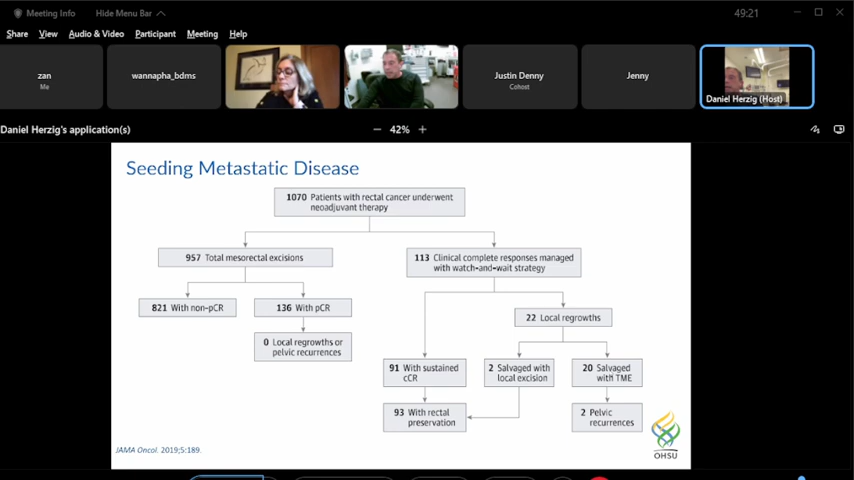 Meeting Info
Hide Menu Bar
49:21
Share View Audio & Video Participant Meeting Help
zan
Me
wannapha_bdms
Justin Denny
Cohost
Jenny
Daniel Herzig (Host)
Daniel Herzig's application(s)
42%
Seeding Metastatic Disease
1070 Patients with rectal cancer underwent
neoadjuvant therapy
957 Total mesorectal excisions
113 Clinical complete responses managed
with watch-and-wait strategy
821 With non-pCR
136 With pCR
22 Local regrowths
0 Local regrowths or
pelvic recurrences
91 With sustained
cCR
2 Salvaged with
local excision
20 Salvaged
with TME
93 With rectal
preservation
2 Pelvic
recurrences
JAMA Oncol. 2019;5:189.
OHSU